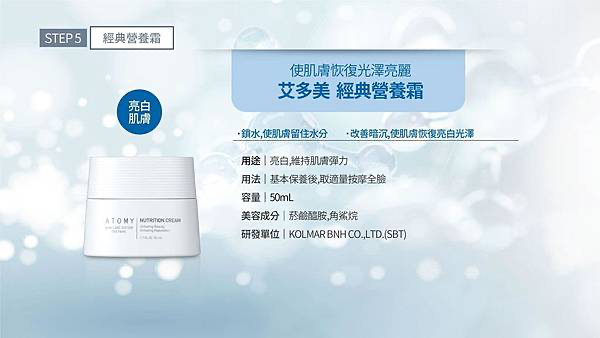 STEP 5 經典營養霜
使肌膚恢復光澤亮麗
艾多美 經典營養霜
亮白
肌膚
·鎖水,使肌膚留住水分 ·改善暗沉,使肌膚恢復亮白光澤
用途｜亮白,維持肌膚彈力
用法｜基本保養後,取適量按摩全臉
容量｜50mL
美容成分｜菸鹼醯胺,角鯊烷
研發單位｜KOLMAR BNH CO.,LTD.(SBT)
ATOMY NUTRITION CREAM